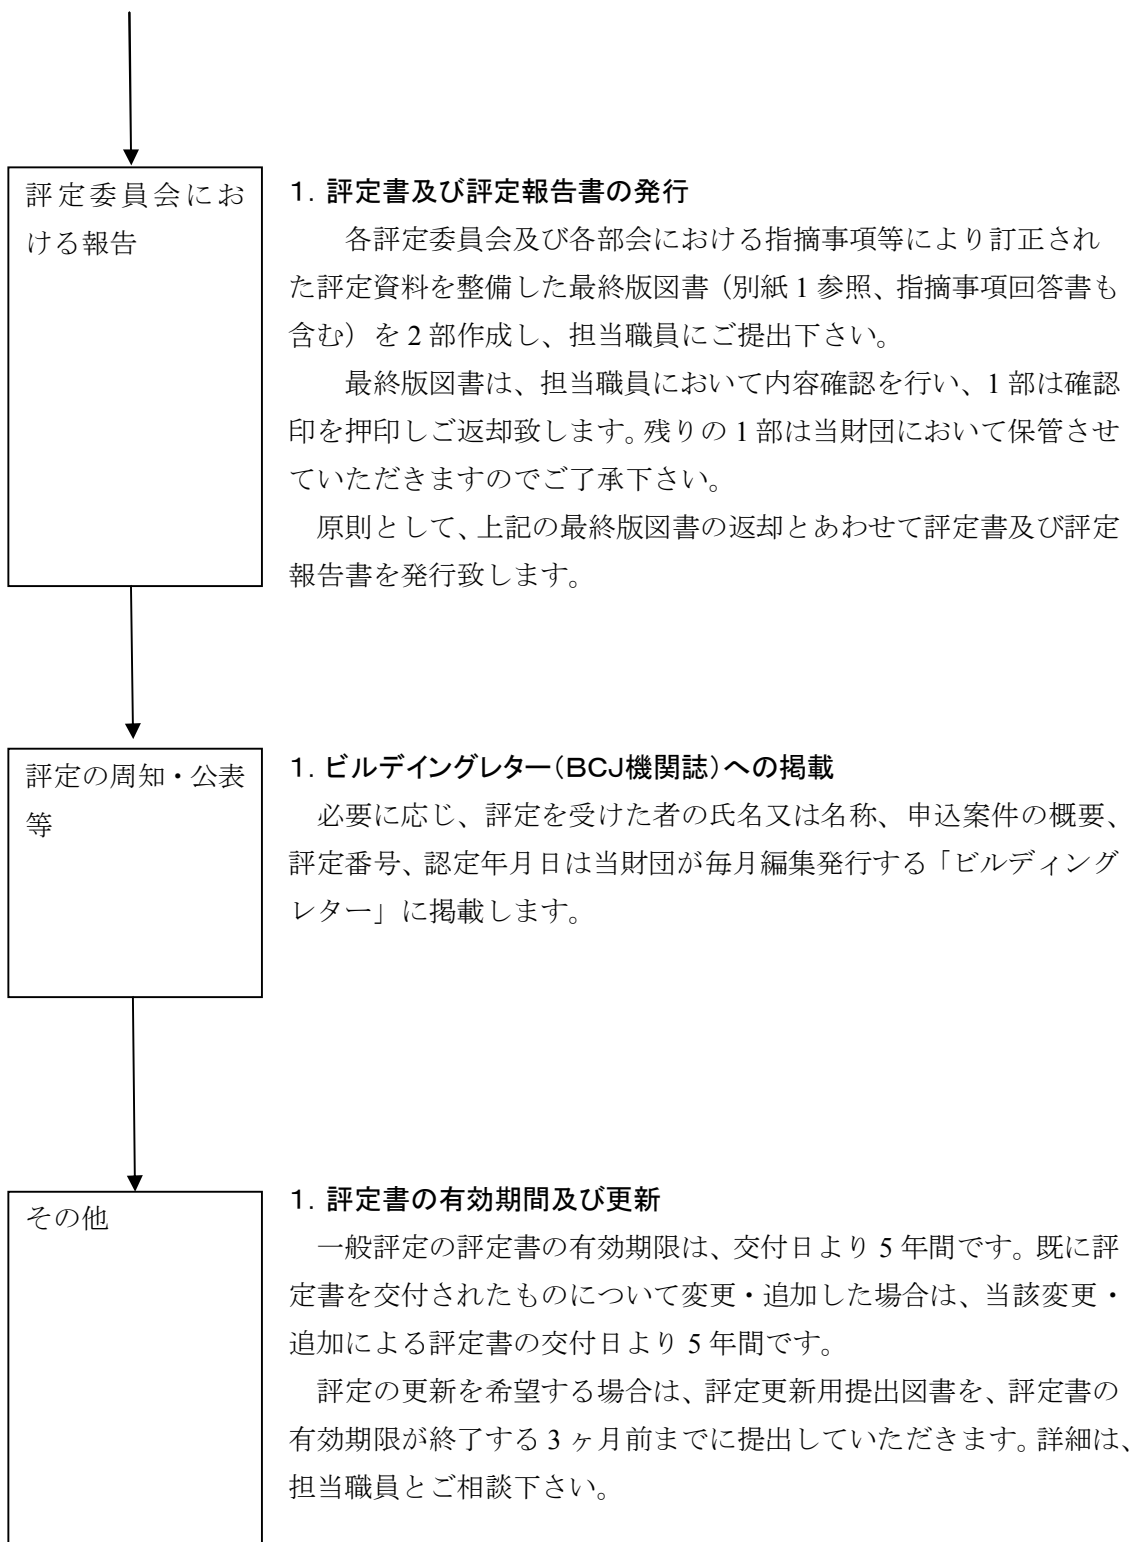 評定委員会にお
ける報告
1. 評定書及び評定報告書の発行
各評定委員会及び各部会における指摘事項等により訂正され
た評定資料を整備した最終版図書（別紙 1 参照、指摘事項回答書も
含む）を 2 部作成し、担当職員にご提出下さい。
最終版図書は、担当職員において内容確認を行い、1 部は確認
印を押印しご返却致します。残りの 1 部は当財団において保管させ
ていただきますのでご了承下さい。
原則として、上記の最終版図書の返却とあわせて評定書及び評定
報告書を発行致します。
評定の周知・公表
等
1. ビルデイングレター（BCJ機関誌）への掲載
必要に応じ、評定を受けた者の氏名又は名称、申込案件の概要、
評定番号、認定年月日は当財団が毎月編集発行する「ビルディング
レター」に掲載します。
その他
1. 評定書の有効期間及び更新
一般評定の評定書の有効期限は、交付日より 5 年間です。既に評
定書を交付されたものについて変更・追加した場合は、当該変更・
追加による評定書の交付日より 5 年間です。
評定の更新を希望する場合は、評定更新用提出図書を、評定書の
有効期限が終了する 3 ヶ月前までに提出していただきます。詳細は、
担当職員とご相談下さい。